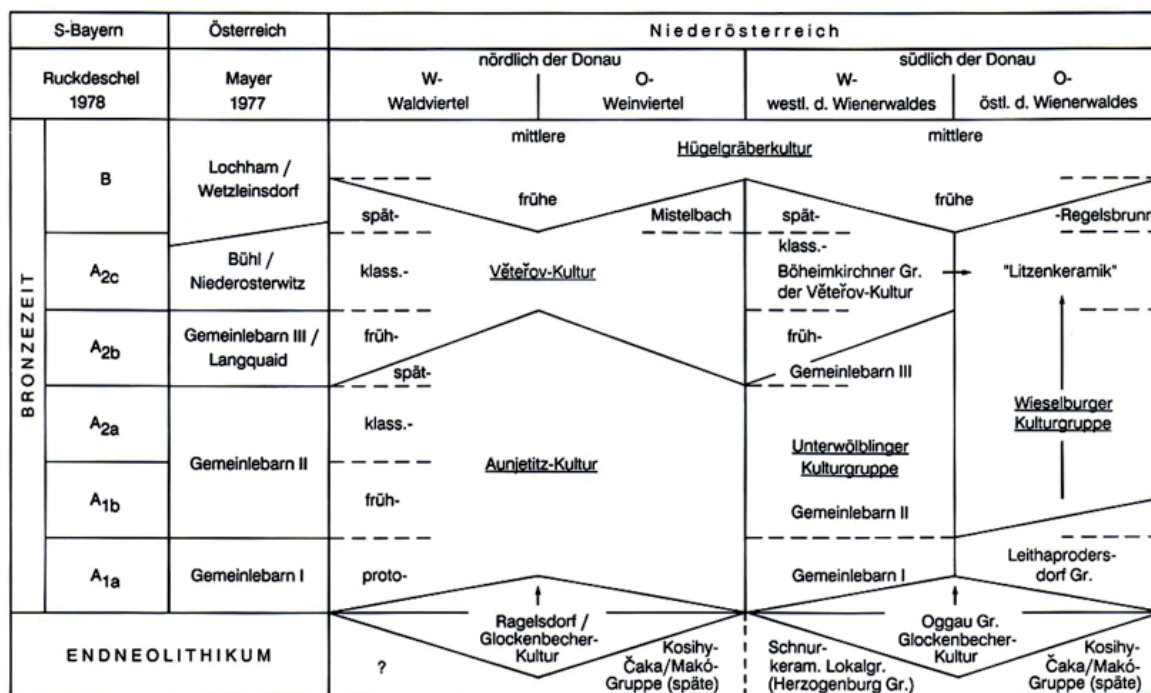 S-Bayern
Österreich
Niederösterreich
Ruckdeschel
1978
Mayer
1977
nördlich der Donau
W-
Waldviertel
O-
Weinviertel
südlich der Donau
W-
westl. d. Wienerwaldes
O-
östl. d. Wienerwaldes
BRONZEZEIT
B
Lochham /
Wetzleinsdorf
mittlere
mittlere
Hügelgräberkultur
frühe
frühe
spät-
Mistelbach
spät-
-Regelsbrunn
A2c
Bühl /
Niederosterwitz
klass.-
Věteřov-Kultur
klass.-
Böheimkirchner Gr.
der Věteřov-Kultur
"Litzenkeramik"
A2b
Gemeinlebarn III /
Langquaid
früh-
spät-
früh-
Gemeinlebarn III
A2a
klass.-
Wieselburger
Kulturgruppe
Gemeinlebarn II
Aunjetitz-Kultur
Unterwölblinger
Kulturgruppe
A1b
früh-
Gemeinlebarn II
A1a
Gemeinlebarn I
proto-
Gemeinlebarn I
Leithaproders-
dorf Gr.
ENDNEOLITHIKUM
?
Ragelsdorf /
Glockenbecher-
Kultur
Kosihy-
Čaka/Makó-
Gruppe (späte)
Schnur-
keram. Lokalgr.
(Herzogenburg Gr.)
Oggau Gr.
Glockenbecher-
Kultur
Kosihy-
Čaka/Makó-
Gruppe (späte)